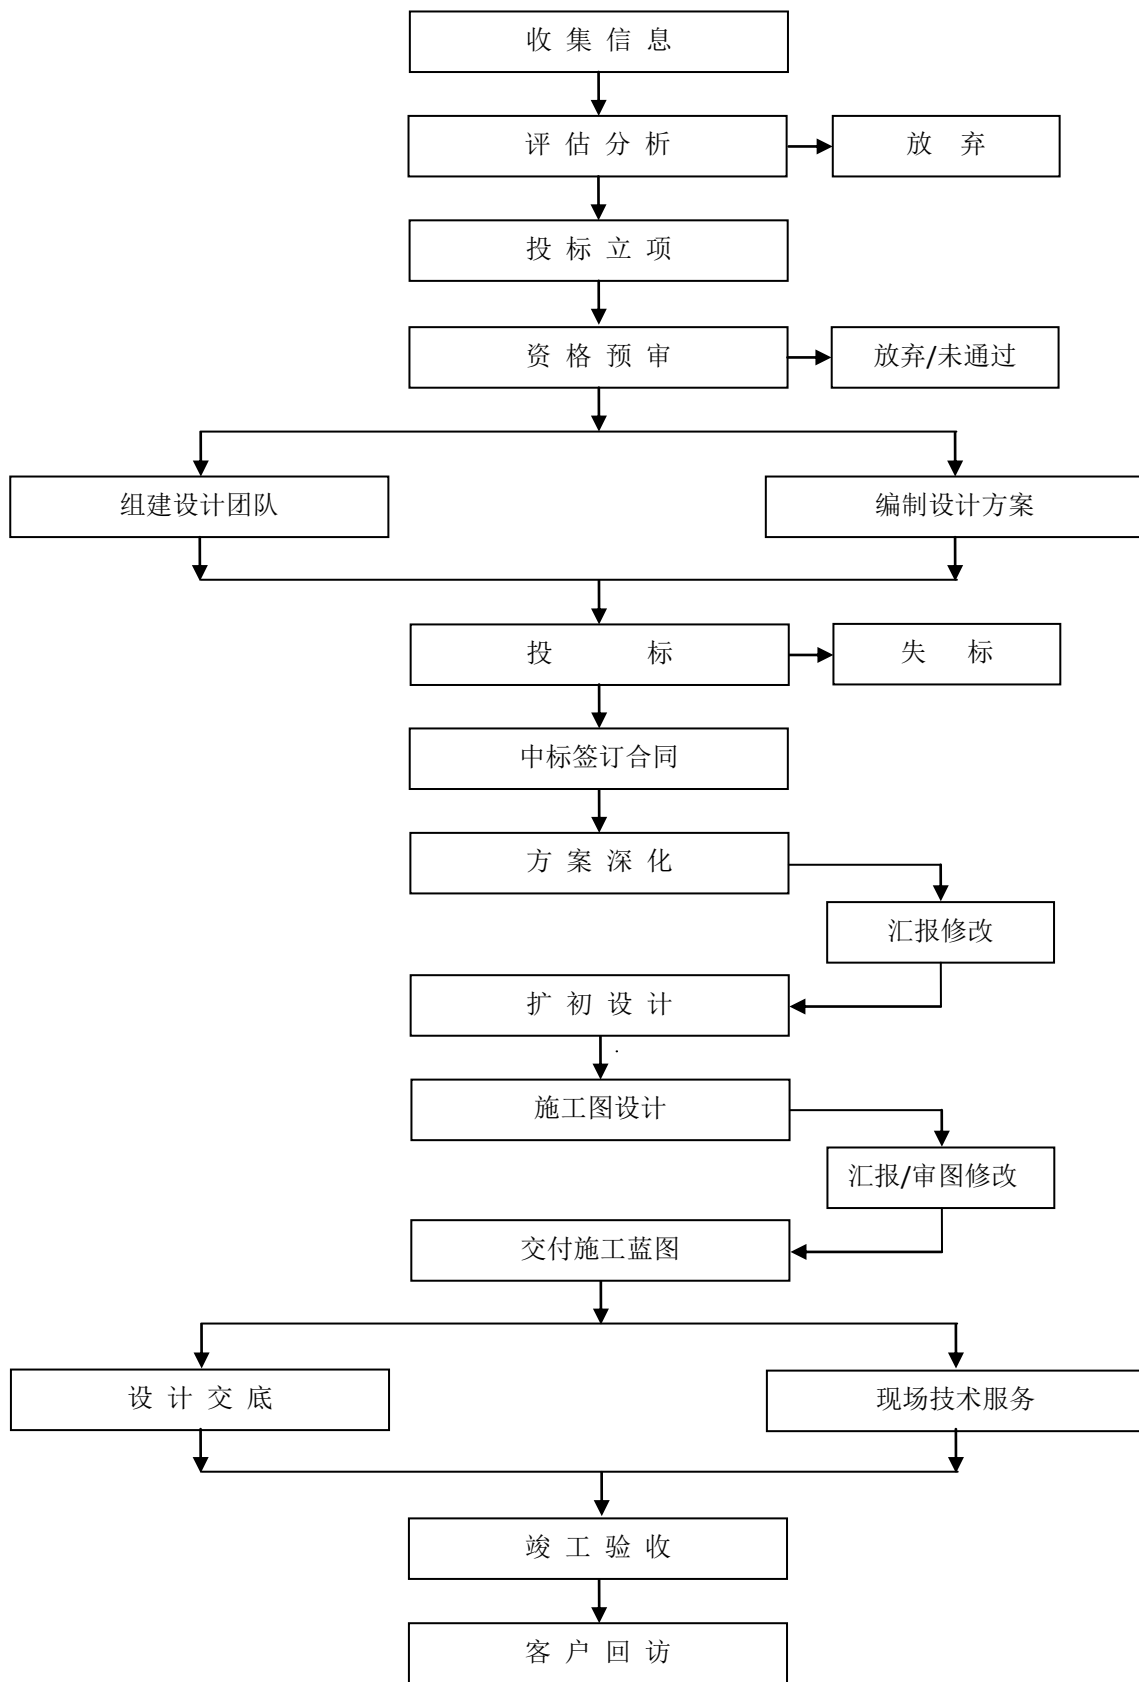 收集信息
评估分析
放弃
投标立项
资格预审
放弃/未通过
组建设计团队
编制设计方案
投标
失标
中标签订合同
方案深化
汇报修改
扩初设计
施工图设计
汇报/审图修改
交付施工蓝图
设计交底
现场技术服务
竣工验收
客户回访